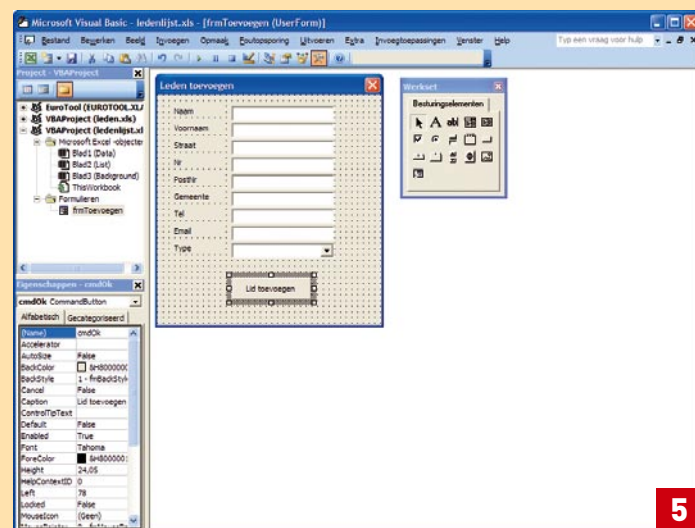 Microsoft Visual Basic - ledenlijst.xls - [frmToevoegen (UserForm)]
Bestand Bewerken Beeld Invoegen Opmaak Foutopsporing Uitvoeren Extra Invoegtoepassingen Venster Help
Typ een vraag voor hulp
Project - VBAProject
EuroTool (EUROTOOL.XLA
VBAProject (leden.xls)
VBAProject (ledenlijst.xl
Microsoft Excel -objecten
Blad1 (Data)
Blad2 (List)
Blad3 (Background)
ThisWorkbook
Formulieren
frmToevoegen
Leden toevoegen
Naam
Voornaam
Straat
Nr
PostNr
Gemeente
Tel
Email
Type
Lid toevoegen
Werkset
Besturingselementen
A abl
Eigenschappen - cmdOk
cmdOk CommandButton
Alfabetisch Gecategoriseerd
(Name) cmdOk
Accelerator
AutoSize False
BackColor &H800000
BackStyle 1 - fmBackStyl
Cancel False
Caption Lid toevoegen
ControlTipText
Default False
Enabled True
Font Tahoma
ForeColor &H800000
Height 24,05
HelpContextID 0
Left 78
Locked False
MouseIcon (Geen)
5